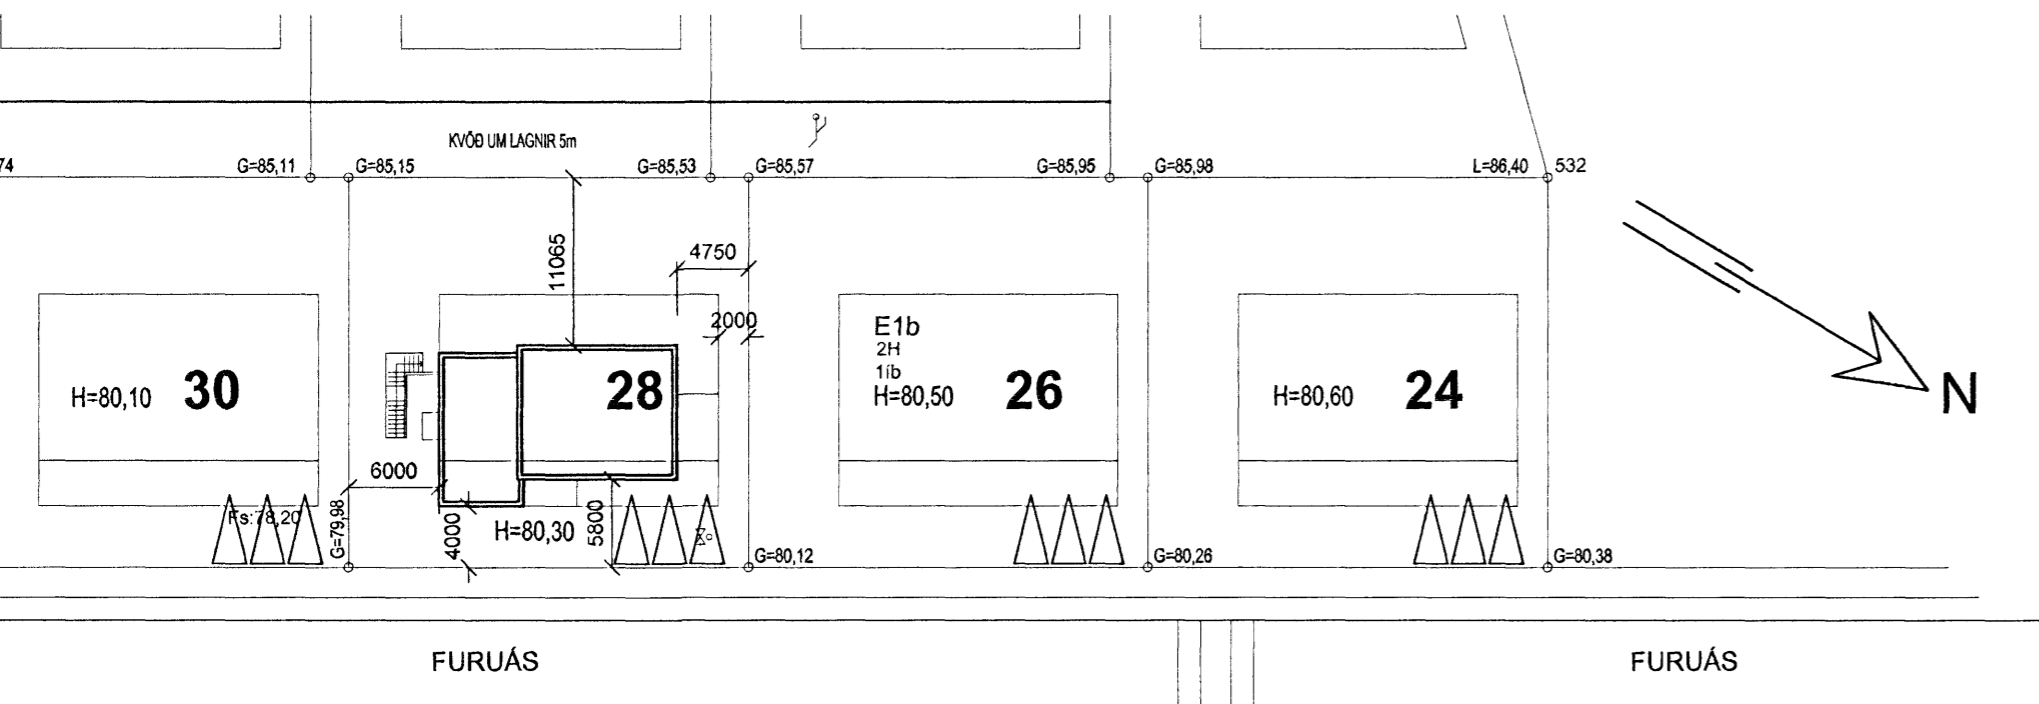 KVÖÐ UM LAGNIR 5m
74
G=85,11
G=85,15
G=85,53
G=85,57
G=85,95
G=85,98
L=86,40
532
11065
4750
2000
H=80,10
30
28
E1b
2H
1íb
H=80,50
26
H=80,60
24
N
6000
Fs:78,20
G=79,98
4000
H=80,30
5800
G=80,12
G=80,26
G=80,38
FURUÁS
FURUÁS